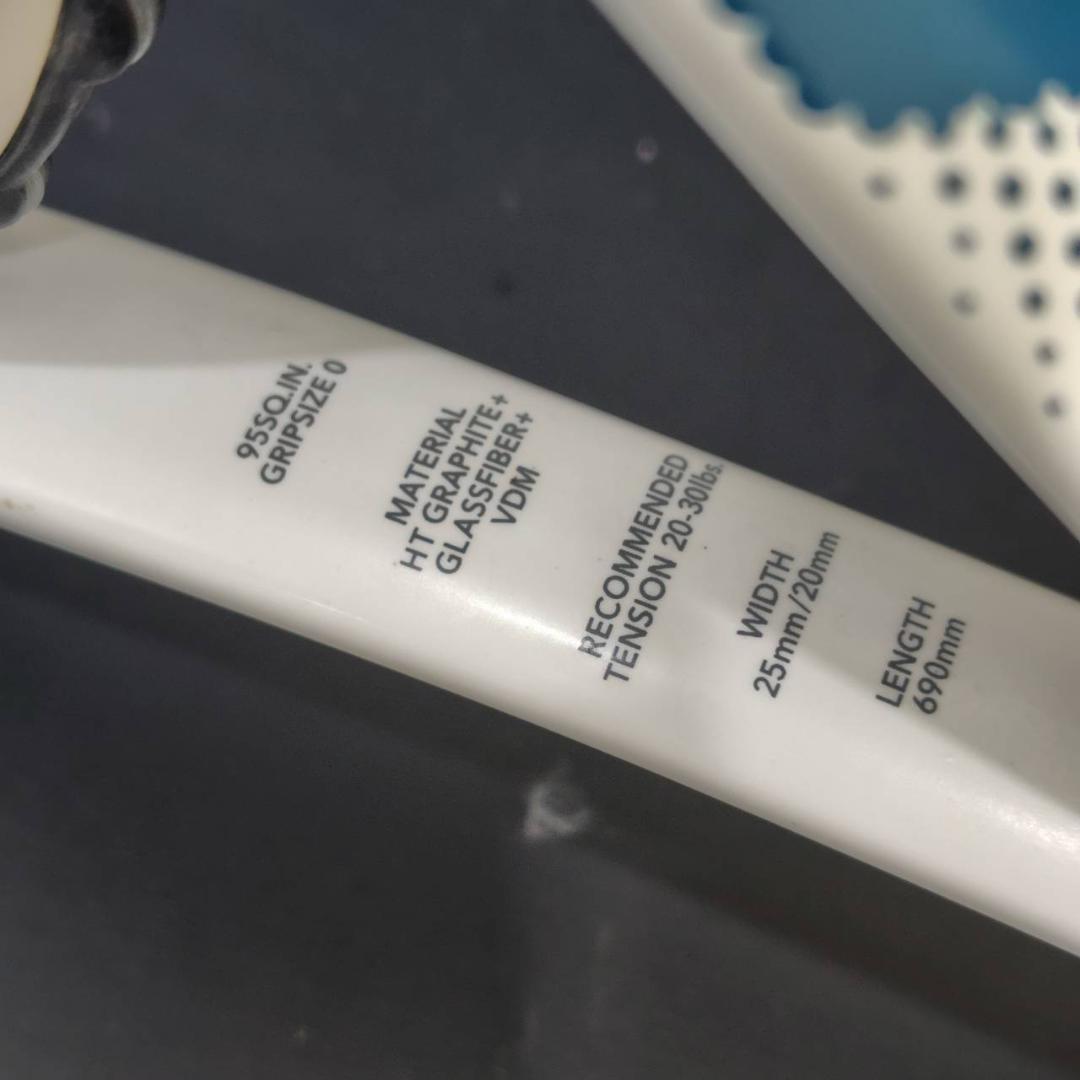 95SQ.IN.
GRIPSIZE 0
MATERIAL
HT GRAPHITE+
GLASSFIBER+
VDM
RECOMMENDED
TENSION 20-30lbs.
WIDTH
25mm/20mm
LENGTH
690mm